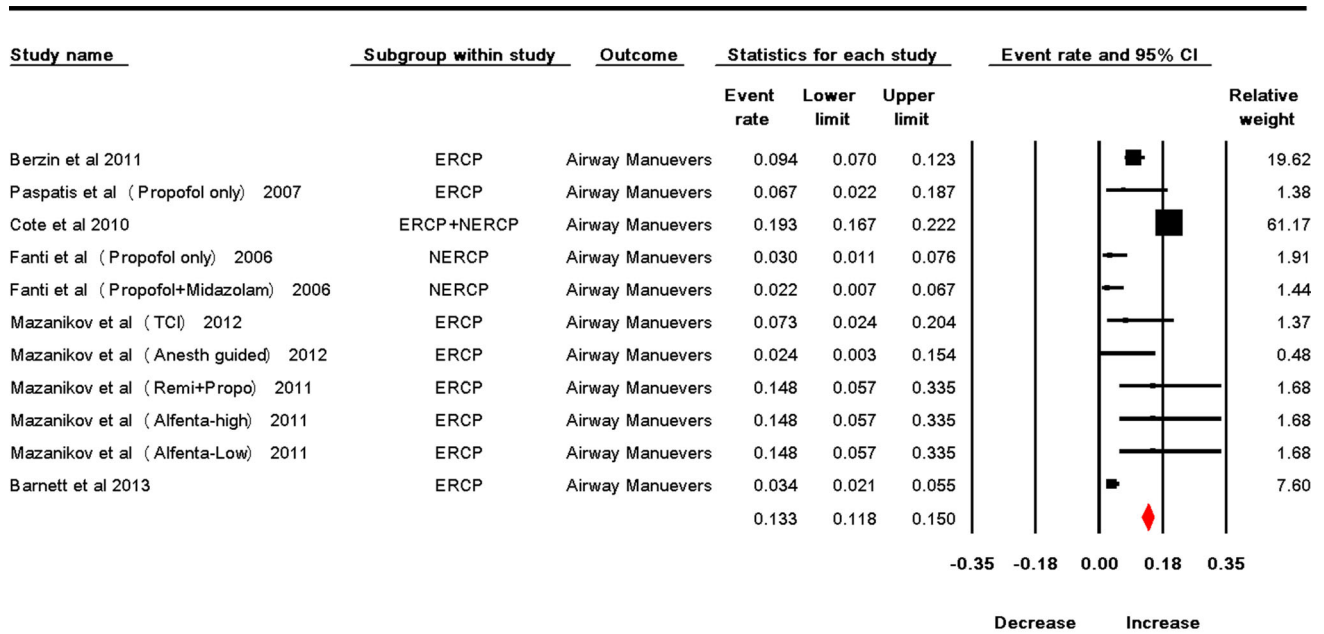 Study name Subgroup within study Outcome Statistics for each study Event rate and 95% CI
Event Lower Upper Relative
rate limit limit weight
Berzin et al 2011 ERCP Airway Manuevers 0.094 0.070 0.123 19.62
Paspatis et al (Propofol only) 2007 ERCP Airway Manuevers 0.067 0.022 0.187 1.38
Cote et al 2010 ERCP+NERCP Airway Manuevers 0.193 0.167 0.222 61.17
Fanti et al (Propofol only) 2006 NERCP Airway Manuevers 0.030 0.011 0.076 1.91
Fanti et al (Propofol+Midazolam) 2006 NERCP Airway Manuevers 0.022 0.007 0.067 1.44
Mazanikov et al (TCI) 2012 ERCP Airway Manuevers 0.073 0.024 0.204 1.37
Mazanikov et al (Anesth guided) 2012 ERCP Airway Manuevers 0.024 0.003 0.154 0.48
Mazanikov et al (Remi+Propo) 2011 ERCP Airway Manuevers 0.148 0.057 0.335 1.68
Mazanikov et al (Alfenta-high) 2011 ERCP Airway Manuevers 0.148 0.057 0.335 1.68
Mazanikov et al (Alfenta-Low) 2011 ERCP Airway Manuevers 0.148 0.057 0.335 1.68
Barnett et al 2013 ERCP Airway Manuevers 0.034 0.021 0.055 7.60
0.133 0.118 0.150
-0.35 -0.18 0.00 0.18 0.35
Decrease Increase